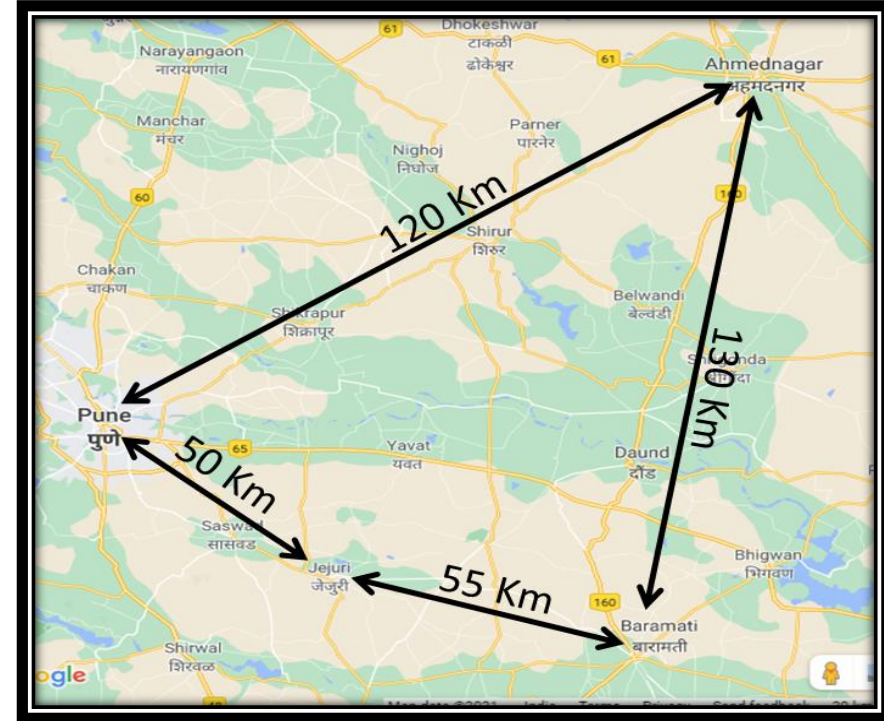 Dhokeshwar
टाकळी
ढोकेश्वर
61
61
Narayangaon
नारायणगांव
Ahmednagar
अहमदनगर
Manchar
मंचर
Parner
पारनेर
Nighoj
निघोज
60
160
120 Km
Shirur
शिरुर
Chakan
चाकण
Belwandi
बेलवंडी
Shikrapur
शिक्रापूर
130 Km
Pune
पुणे
65
50 Km
Yavat
यवत
Daund
दौंड
Saswad
सासवड
Jejuri
जेजुरी
Bhigwan
भिगवण
55 Km
160
Baramati
बारामती
Shirwal
शिरवळ
ogle